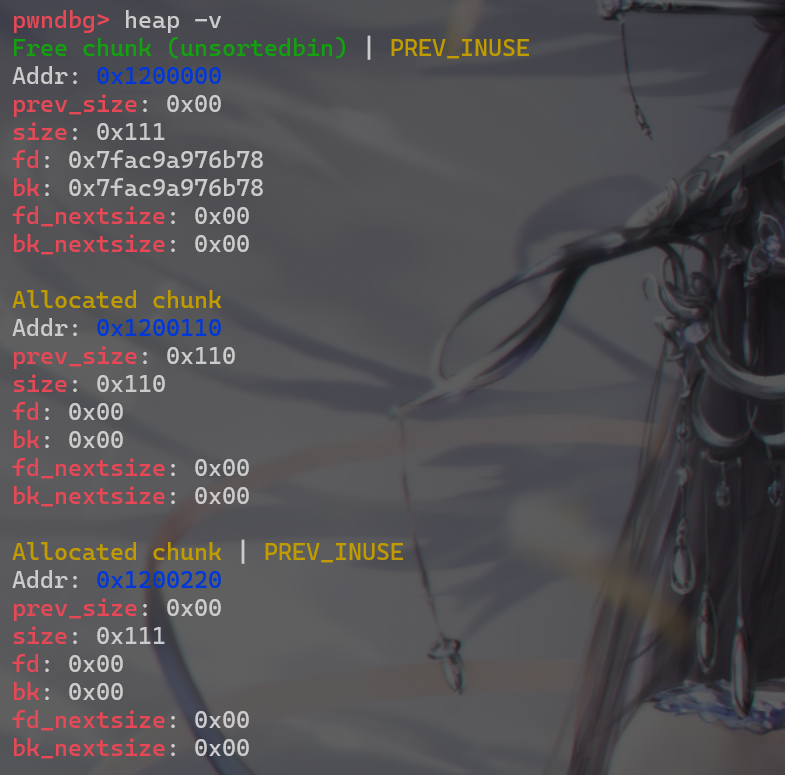 pwndbg> heap -v
Free chunk (unsortedbin) | PREV_INUSE
Addr: 0x1200000
prev_size: 0x00
size: 0x111
fd: 0x7fac9a976b78
bk: 0x7fac9a976b78
fd_nextsize: 0x00
bk_nextsize: 0x00
Allocated chunk
Addr: 0x1200110
prev_size: 0x110
size: 0x110
fd: 0x00
bk: 0x00
fd_nextsize: 0x00
bk_nextsize: 0x00
Allocated chunk | PREV_INUSE
Addr: 0x1200220
prev_size: 0x00
size: 0x111
fd: 0x00
bk: 0x00
fd_nextsize: 0x00
bk_nextsize: 0x00